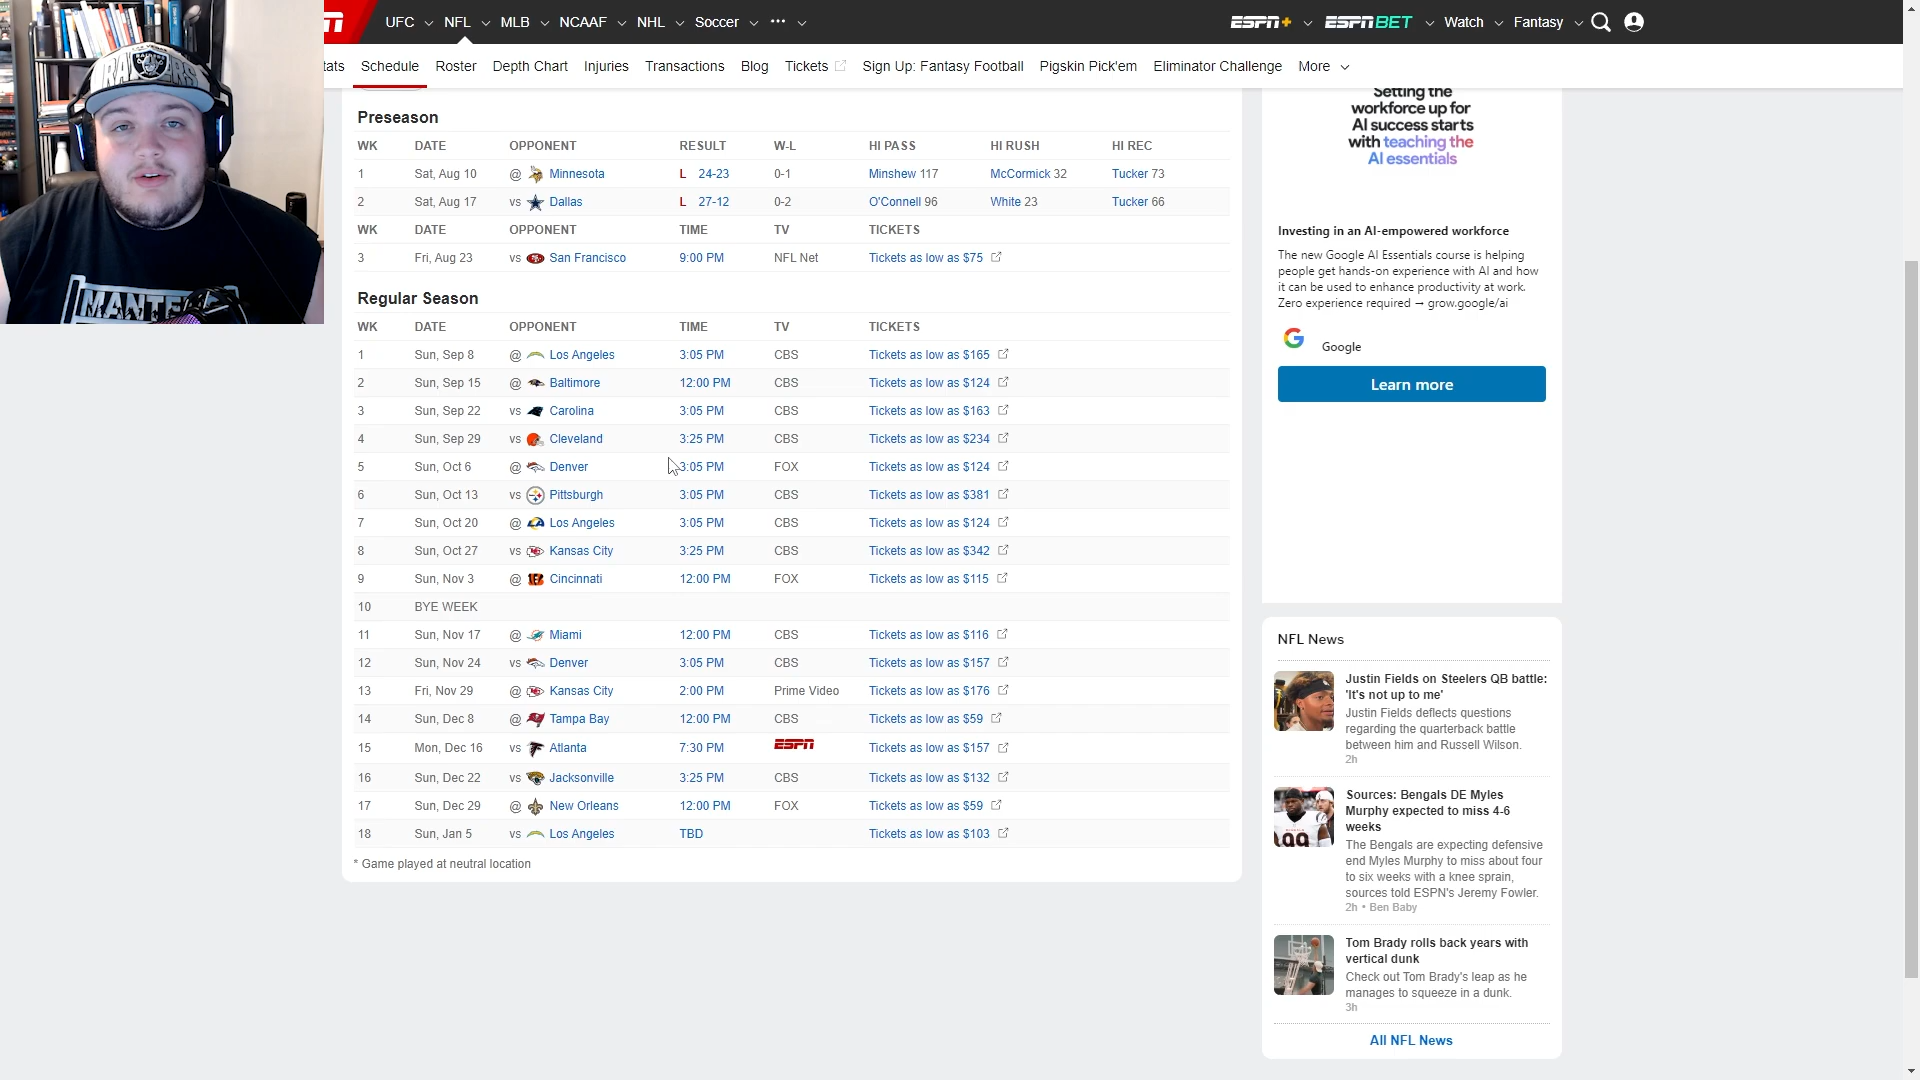 UFC NFL MLB NCAAF NHL Soccer ••• ESPN+ ESPN BET Watch Fantasy
tats Schedule Roster Depth Chart Injuries Transactions Blog Tickets Sign Up: Fantasy Football Pigskin Pick'em Eliminator Challenge More
RAIDERS
MANTE
Preseason
WK DATE OPPONENT RESULT W-L HI PASS HI RUSH HI REC
1 Sat, Aug 10 @ Minnesota L 24-23 0-1 Minshew 117 McCormick 32 Tucker 73
2 Sat, Aug 17 vs Dallas L 27-12 0-2 O'Connell 96 White 23 Tucker 66
WK DATE OPPONENT TIME TV TICKETS
3 Fri, Aug 23 vs San Francisco 9:00 PM NFL Net Tickets as low as $75
Regular Season
WK DATE OPPONENT TIME TV TICKETS
1 Sun, Sep 8 @ Los Angeles 3:05 PM CBS Tickets as low as $165
2 Sun, Sep 15 @ Baltimore 12:00 PM CBS Tickets as low as $124
3 Sun, Sep 22 vs Carolina 3:05 PM CBS Tickets as low as $163
4 Sun, Sep 29 vs Cleveland 3:25 PM CBS Tickets as low as $234
5 Sun, Oct 6 @ Denver 3:05 PM FOX Tickets as low as $124
6 Sun, Oct 13 vs Pittsburgh 3:05 PM CBS Tickets as low as $381
7 Sun, Oct 20 @ Los Angeles 3:05 PM CBS Tickets as low as $124
8 Sun, Oct 27 vs Kansas City 3:25 PM CBS Tickets as low as $342
9 Sun, Nov 3 @ Cincinnati 12:00 PM FOX Tickets as low as $115
10 BYE WEEK
11 Sun, Nov 17 @ Miami 12:00 PM CBS Tickets as low as $116
12 Sun, Nov 24 vs Denver 3:05 PM CBS Tickets as low as $157
13 Fri, Nov 29 @ Kansas City 2:00 PM Prime Video Tickets as low as $176
14 Sun, Dec 8 @ Tampa Bay 12:00 PM CBS Tickets as low as $59
15 Mon, Dec 16 vs Atlanta 7:30 PM ESPN Tickets as low as $157
16 Sun, Dec 22 vs Jacksonville 3:25 PM CBS Tickets as low as $132
17 Sun, Dec 29 @ New Orleans 12:00 PM FOX Tickets as low as $59
18 Sun, Jan 5 vs Los Angeles TBD Tickets as low as $103
* Game played at neutral location
Setting the
workforce up for
AI success starts
with teaching the
AI essentials
Investing in an AI-empowered workforce
The new Google AI Essentials course is helping
people get hands-on experience with AI and how
it can be used to enhance productivity at work.
Zero experience required → grow.google/ai
Google
Learn more
NFL News
Justin Fields on Steelers QB battle:
'It's not up to me'
Justin Fields deflects questions
regarding the quarterback battle
between him and Russell Wilson.
2h
Sources: Bengals DE Myles
Murphy expected to miss 4-6
weeks
The Bengals are expecting defensive
end Myles Murphy to miss about four
to six weeks with a knee sprain,
sources told ESPN's Jeremy Fowler.
2h • Ben Baby
Tom Brady rolls back years with
vertical dunk
Check out Tom Brady's leap as he
manages to squeeze in a dunk.
3h
All NFL News